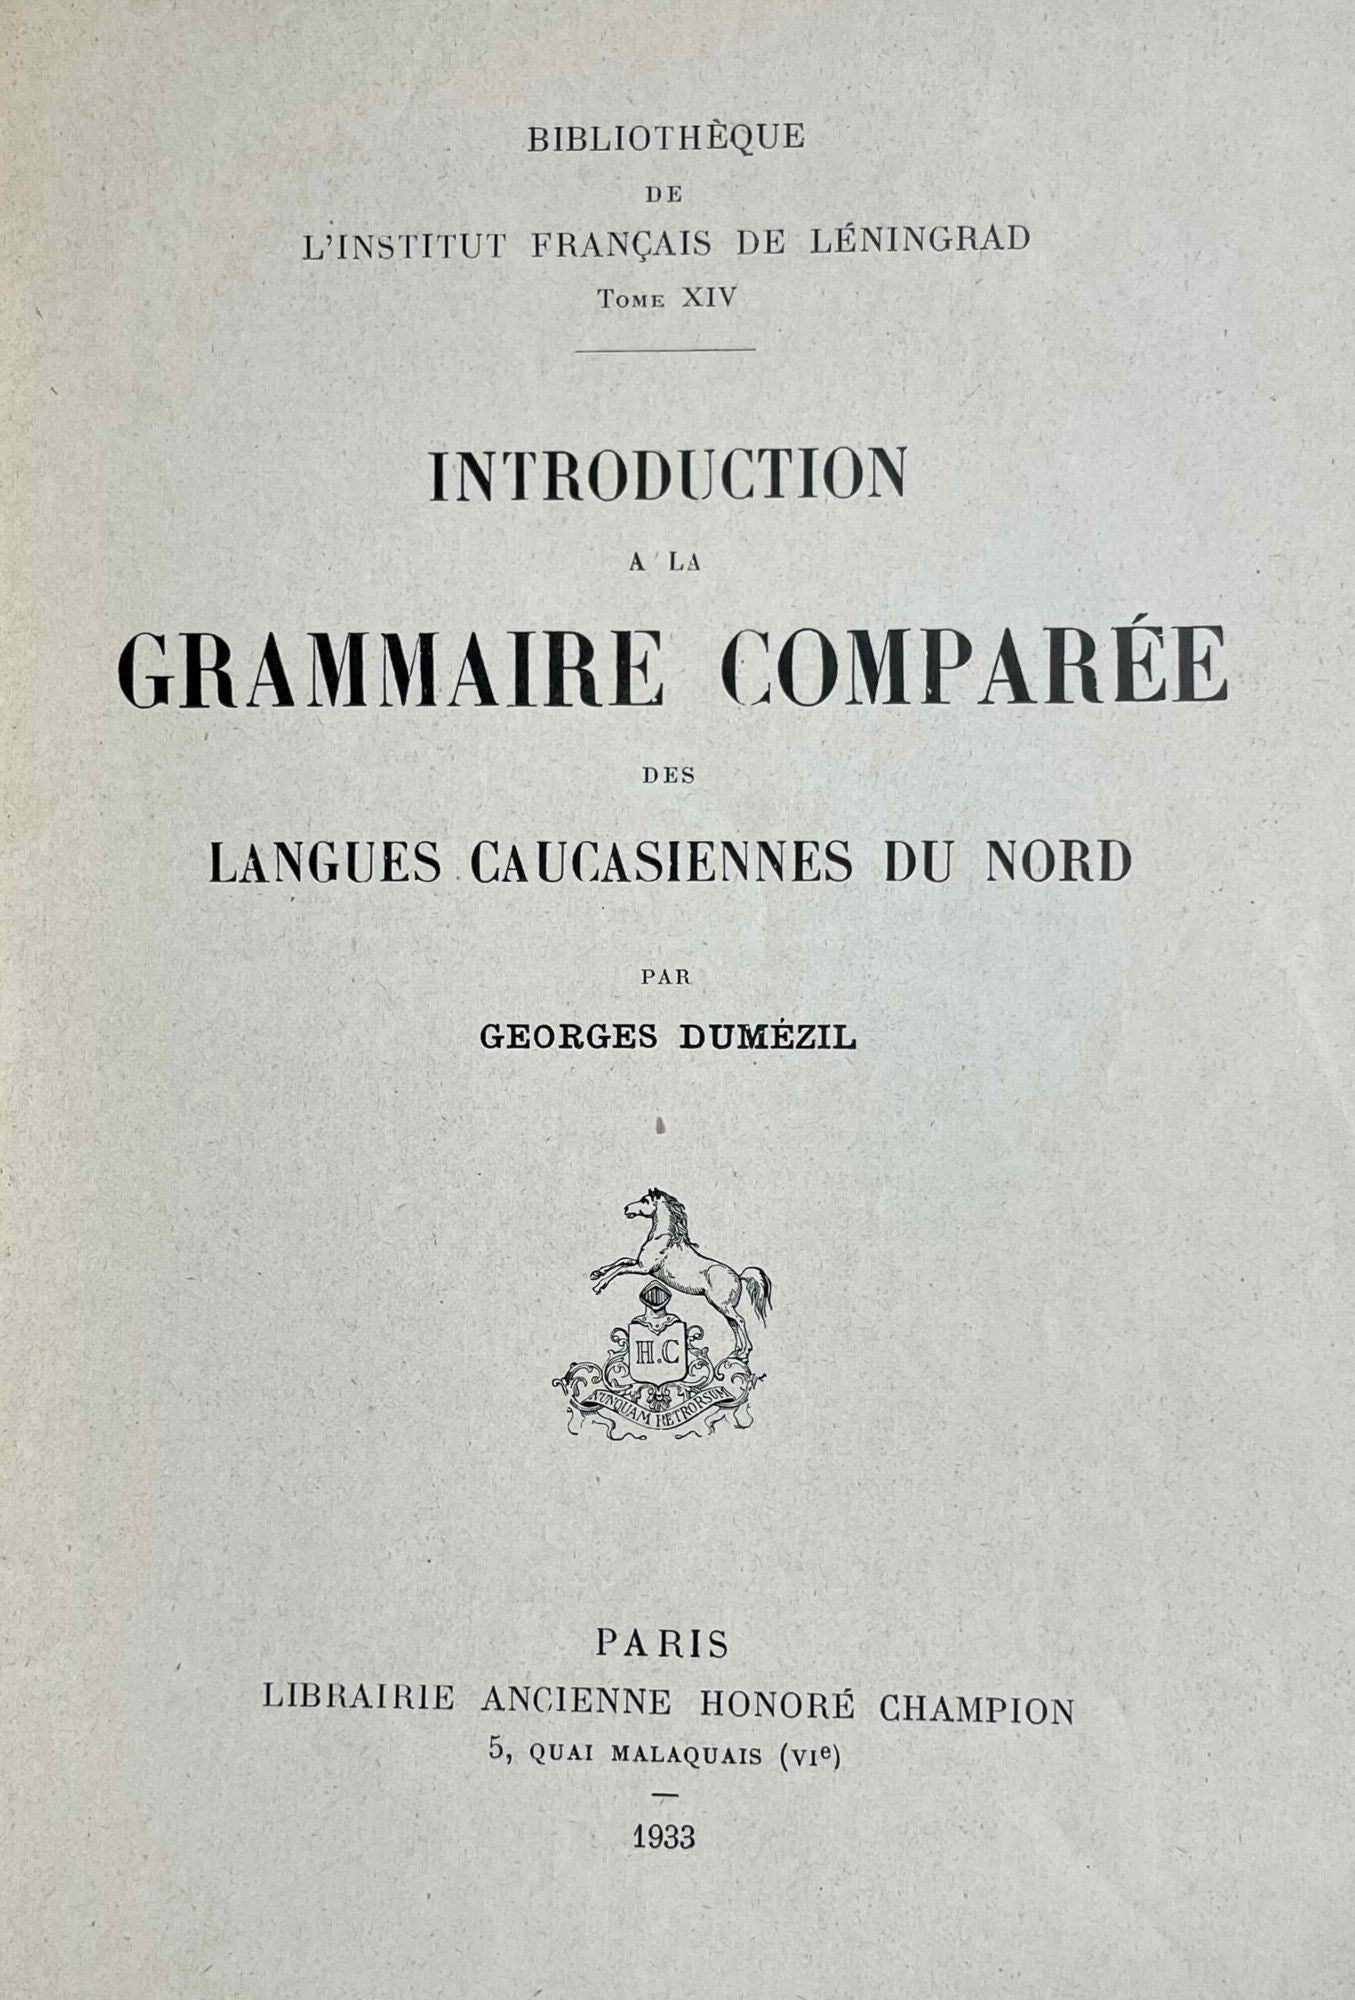 BIBLIOTHÈQUE
DE
L'INSTITUT FRANÇAIS DE LÉNINGRAD
TOME XIV
INTRODUCTION
A LA
GRAMMAIRE COMPARÉE
DES
LANGUES CAUCASIENNES DU NORD
PAR
GEORGES DUMÉZIL
H.C
NUNQUAM RETRORSUM
PARIS
LIBRAIRIE ANCIENNE HONORÉ CHAMPION
5, QUAI MALAQUAIS (VIe)
1933